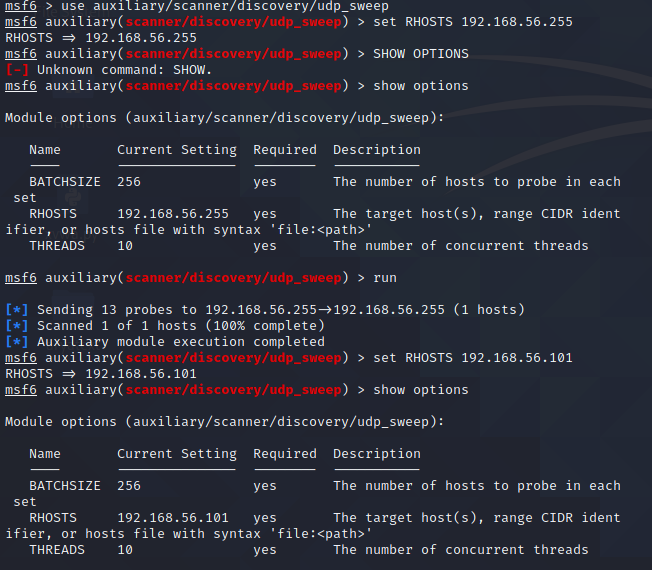 msf6 > use auxiliary/scanner/discovery/udp_sweep
msf6 auxiliary(scanner/discovery/udp_sweep) > set RHOSTS 192.168.56.255
RHOSTS => 192.168.56.255
msf6 auxiliary(scanner/discovery/udp_sweep) > SHOW OPTIONS
[-] Unknown command: SHOW.
msf6 auxiliary(scanner/discovery/udp_sweep) > show options

Module options (auxiliary/scanner/discovery/udp_sweep):

   Name       Current Setting  Required  Description
   ----       ---------------  --------  -----------
   BATCHSIZE  256              yes       The number of hosts to probe in each
 set
   RHOSTS     192.168.56.255   yes       The target host(s), range CIDR ident
ifier, or hosts file with syntax 'file:<path>'
   THREADS    10               yes       The number of concurrent threads

msf6 auxiliary(scanner/discovery/udp_sweep) > run

[*] Sending 13 probes to 192.168.56.255->192.168.56.255 (1 hosts)
[*] Scanned 1 of 1 hosts (100% complete)
[*] Auxiliary module execution completed
msf6 auxiliary(scanner/discovery/udp_sweep) > set RHOSTS 192.168.56.101
RHOSTS => 192.168.56.101
msf6 auxiliary(scanner/discovery/udp_sweep) > show options

Module options (auxiliary/scanner/discovery/udp_sweep):

   Name       Current Setting  Required  Description
   ----       ---------------  --------  -----------
   BATCHSIZE  256              yes       The number of hosts to probe in each
 set
   RHOSTS     192.168.56.101   yes       The target host(s), range CIDR ident
ifier, or hosts file with syntax 'file:<path>'
   THREADS    10               yes       The number of concurrent threads